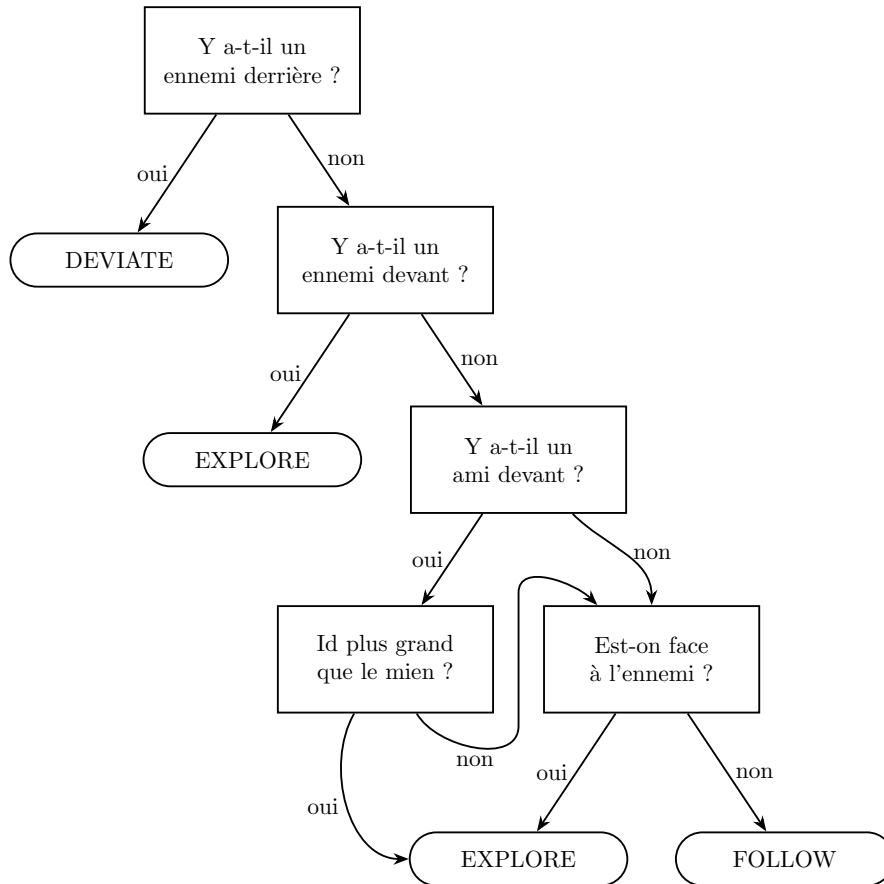 Y a-t-il un
ennemi derrière ?
oui
non
DEVIATE
Y a-t-il un
ennemi devant ?
oui
non
EXPLORE
Y a-t-il un
ami devant ?
oui
non
Id plus grand
que le mien ?
Est-on face
à l'ennemi ?
oui
non
oui
non
EXPLORE
FOLLOW